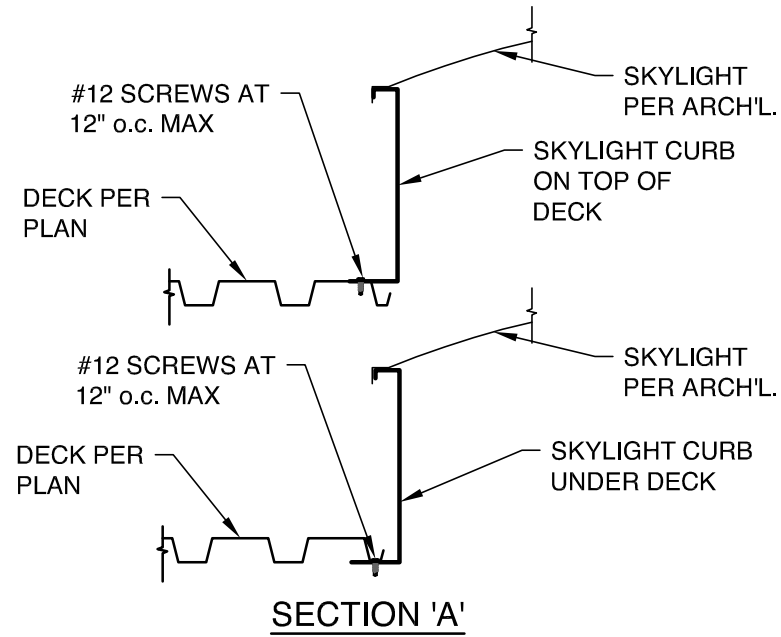 SKYLIGHT
PER ARCH'L.
#12 SCREWS AT
12" o.c. MAX
SKYLIGHT CURB
ON TOP OF
DECK
DECK PER
PLAN
SKYLIGHT
PER ARCH'L.
#12 SCREWS AT
12" o.c. MAX
DECK PER
PLAN
SKYLIGHT CURB
UNDER DECK
SECTION 'A'